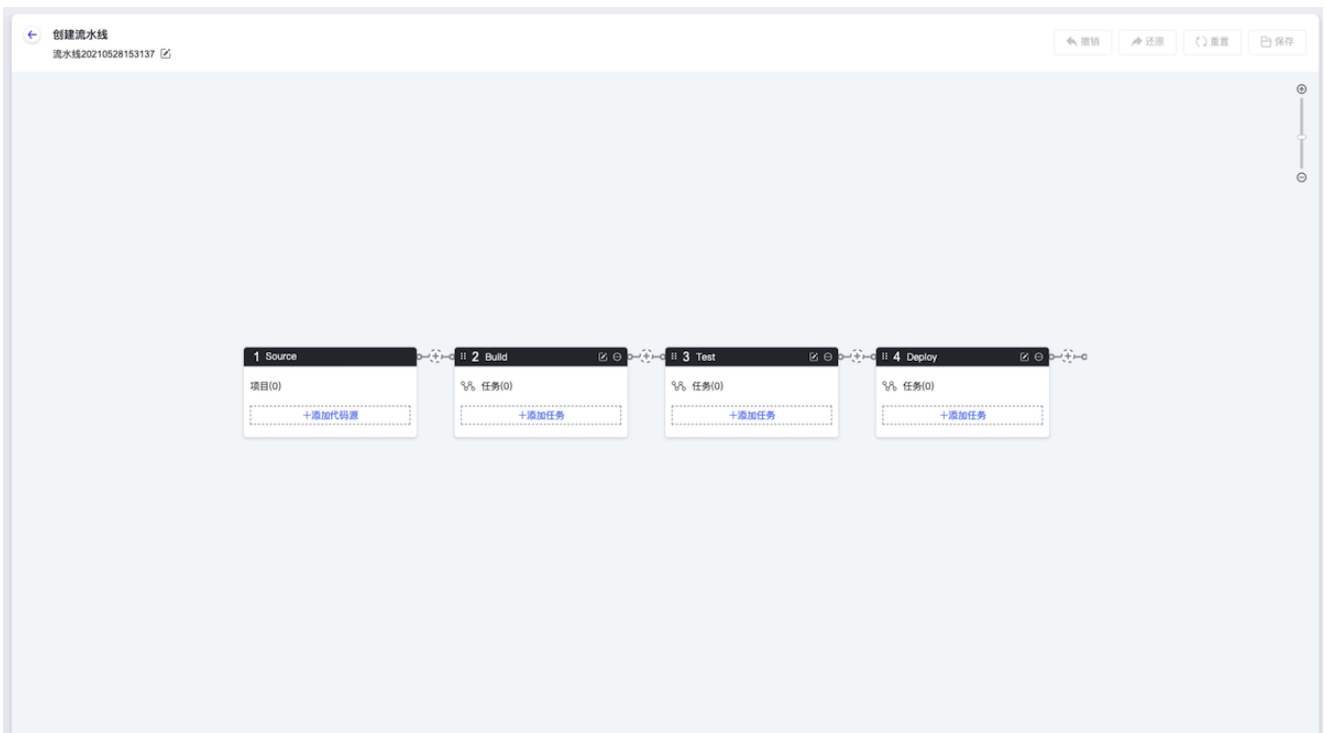 创建流水线
流水线20210528153137
撤销 还原 重置 保存
1 Source 2 Build 3 Test 4 Deploy
项目(0) 任务(0) 任务(0) 任务(0)
+添加代码源 +添加任务 +添加任务 +添加任务